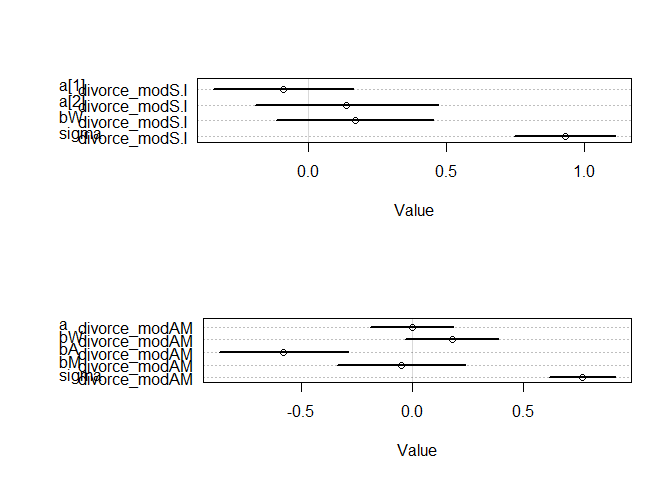 a[1] divorce_modS.I
a[2] divorce_modS.I
bW divorce_modS.I
sigma divorce_modS.I
0.0 0.5 1.0
Value
a divorce_modAM
bW divorce_modAM
bA divorce_modAM
bM divorce_modAM
sigma divorce_modAM
-0.5 0.0 0.5
Value